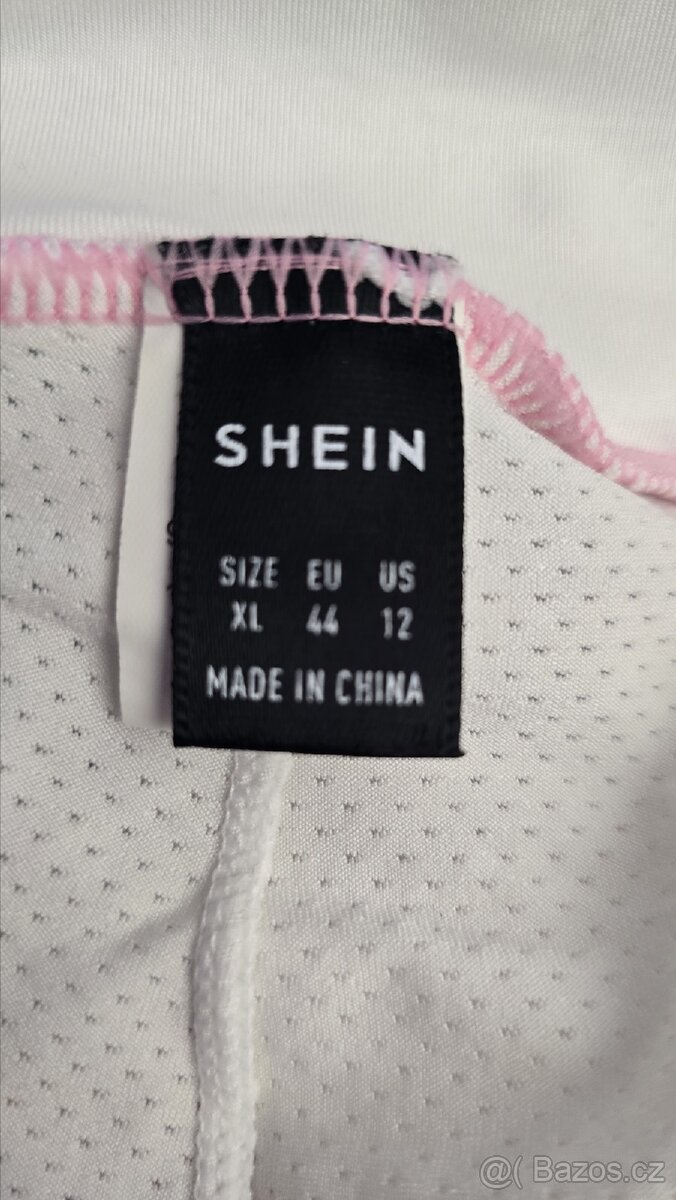 SHEIN
SIZE EU US
XL 44 12
MADE IN CHINA
@( Bazos.cz